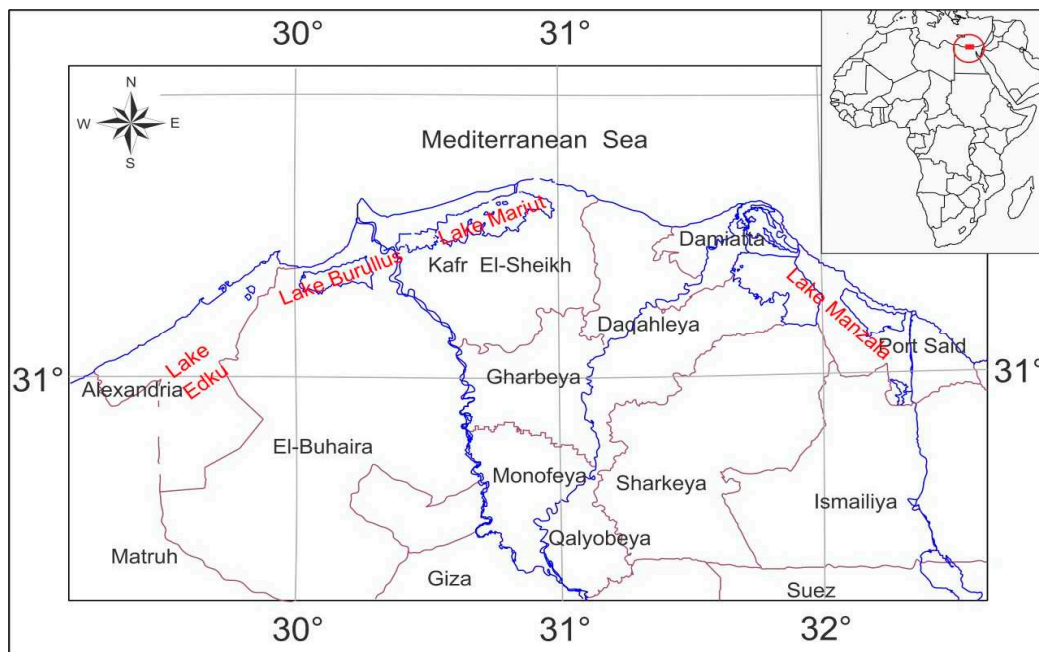 30°
31°
32°
N
W
E
S
Mediterranean Sea
Lake Mariut
Damiatta
Lake Burullus
Kafr El-Sheikh
Lake Manzala
Daqahleya
Port Said
31°
31°
Lake
Edku
Alexandria
Gharbeya
El-Buhaira
Monofeya
Sharkeya
Ismailiya
Qalyobeya
Matruh
Giza
Suez
30°
31°
32°